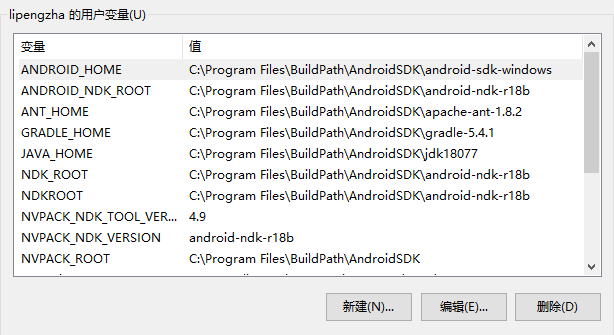 lipengzha 的用户变量(U)
变量 值
ANDROID_HOME C:\Program Files\BuildPath\AndroidSDK\android-sdk-windows
ANDROID_NDK_ROOT C:\Program Files\BuildPath\AndroidSDK\android-ndk-r18b
ANT_HOME C:\Program Files\BuildPath\AndroidSDK\apache-ant-1.8.2
GRADLE_HOME C:\Program Files\BuildPath\AndroidSDK\gradle-5.4.1
JAVA_HOME C:\Program Files\BuildPath\AndroidSDK\jdk18077
NDK_ROOT C:\Program Files\BuildPath\AndroidSDK\android-ndk-r18b
NDKROOT C:\Program Files\BuildPath\AndroidSDK\android-ndk-r18b
NVPACK_NDK_TOOL_VER... 4.9
NVPACK_NDK_VERSION android-ndk-r18b
NVPACK_ROOT C:\Program Files\BuildPath\AndroidSDK
新建(N)... 编辑(E)... 删除(D)